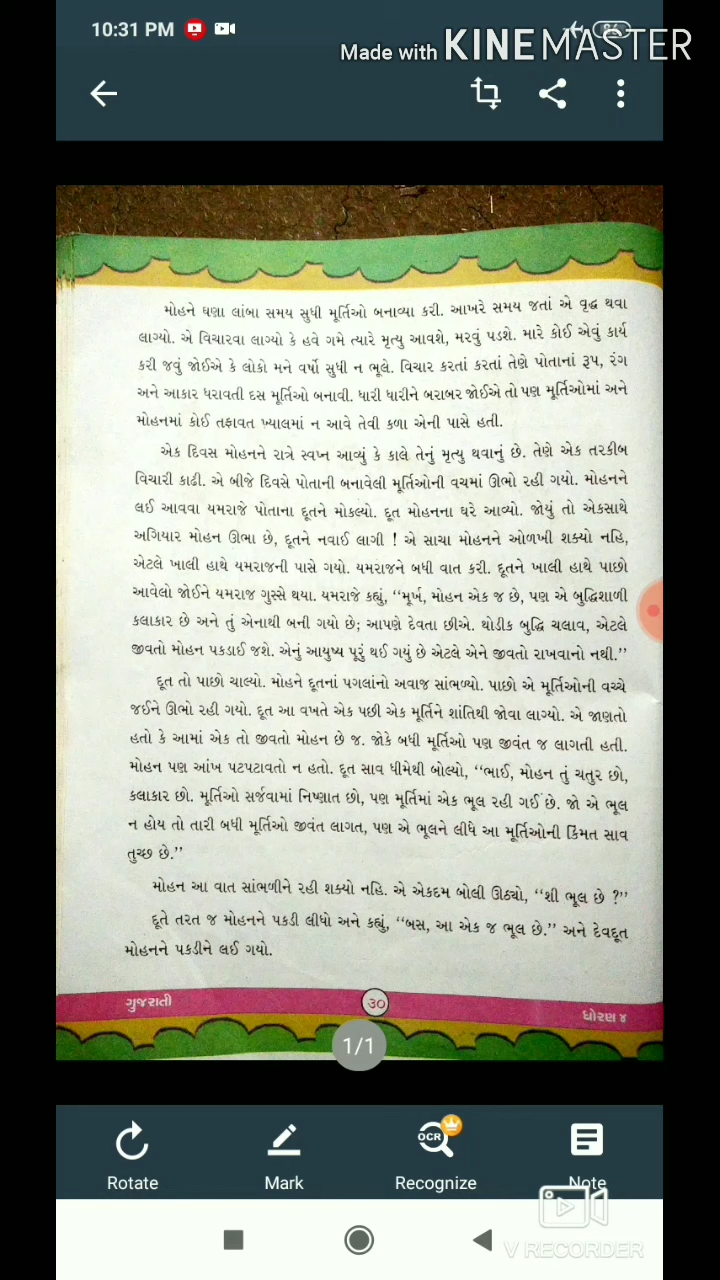 10:31 PM
Made with KINEMASTER
મોહને ઘણા લાંબા સમય સુધી મૂર્તિઓ બનાવ્યા કરી. આખરે સમય જતાં એ વૃદ્ધ થવા
લાગ્યો. એ વિચારવા લાગ્યો કે હવે ગમે ત્યારે મૃત્યુ આવશે, મરવું પડશે. મારે કોઈ એવું કાર્ય
કરી જવું જોઈએ કે લોકો મને વર્ષો સુધી ન ભૂલે. વિચાર કરતાં કરતાં તેણે પોતાનાં રૂપ, રંગ
અને આકાર ધરાવતી દસ મૂર્તિઓ બનાવી. ધારી ધારીને બરાબર જોઈએ તો પણ મૂર્તિઓમાં અને
મોહનમાં કોઈ તફાવત ખ્યાલમાં ન આવે તેવી કળા એની પાસે હતી.
એક દિવસ મોહનને રાત્રે સ્વપ્ન આવ્યું કે કાલે તેનું મૃત્યુ થવાનું છે. તેણે એક તરકીબ
વિચારી કાઢી. એ બીજે દિવસે પોતાની બનાવેલી મૂર્તિઓની વચમાં ઊભો રહી ગયો. મોહનને
લઈ આવવા યમરાજે પોતાના દૂતને મોકલ્યો. દૂત મોહનના ઘરે આવ્યો. જોયું તો એકસાથે
અગિયાર મોહન ઊભા છે, દૂતને નવાઈ લાગી ! એ સાચા મોહનને ઓળખી શક્યો નહિ,
એટલે ખાલી હાથે યમરાજની પાસે ગયો. યમરાજને બધી વાત કરી. દૂતને ખાલી હાથે પાછો
આવેલો જોઈને યમરાજ ગુસ્સે થયા. યમરાજે કહ્યું, “મૂર્ખ, મોહન એક જ છે, પણ એ બુદ્ધિશાળી
કલાકાર છે અને તું એનાથી બની ગયો છે; આપણે દેવતા છીએ. થોડીક બુદ્ધિ ચલાવ, એટલે
જીવતો મોહન પકડાઈ જશે. એનું આયુષ્ય પૂરું થઈ ગયું છે એટલે એને જીવતો રાખવાનો નથી.”
દૂત તો પાછો ચાલ્યો. મોહને દૂતનાં પગલાંનો અવાજ સાંભળ્યો. પાછો એ મૂર્તિઓની વચ્ચે
જઈને ઊભો રહી ગયો. દૂત આ વખતે એક પછી એક મૂર્તિને શાંતિથી જોવા લાગ્યો. એ જાણતો
હતો કે આમાં એક તો જીવતો મોહન છે જ. જોકે બધી મૂર્તિઓ પણ જીવંત જ લાગતી હતી.
મોહન પણ આંખ પટપટાવતો ન હતો. દૂત સાવ ધીમેથી બોલ્યો, “ભાઈ, મોહન તું ચતુર છો,
કલાકાર છો. મૂર્તિઓ સર્જવામાં નિષ્ણાત છો, પણ મૂર્તિમાં એક ભૂલ રહી ગઈ છે. જો એ ભૂલ
ન હોય તો તારી બધી મૂર્તિઓ જીવંત લાગત, પણ એ ભૂલને લીધે આ મૂર્તિઓની કિંમત સાવ
તુચ્છ છે.”
મોહન આ વાત સાંભળીને રહી શક્યો નહિ. એ એકદમ બોલી ઊઠ્યો, “શી ભૂલ છે ?”
દૂતે તરત જ મોહનને પકડી લીધો અને કહ્યું, “બસ, આ એક જ ભૂલ છે.” અને દેવદૂત
મોહનને પકડીને લઈ ગયો.
ગુજરાતી
૩૦
ધોરણ ૪
1/1
OCR
Rotate Mark Recognize Note
V RECORDER